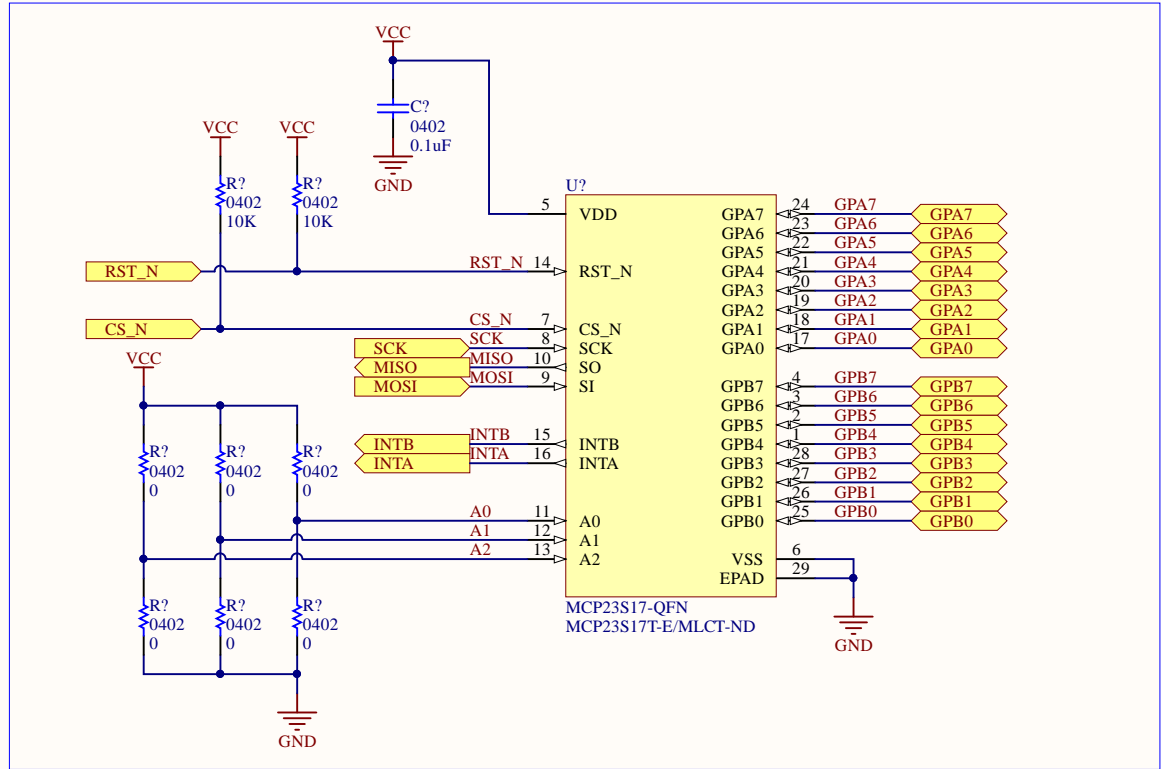 VCC
C?
0402
0.1uF
GND
VCC VCC
R? R?
0402 0402
10K 10K
U?
5 VDD GPA7 24 GPA7 GPA7
GPA6 23 GPA6 GPA6
GPA5 22 GPA5 GPA5
RST_N RST_N 14 RST_N GPA4 21 GPA4 GPA4
GPA3 20 GPA3 GPA3
GPA2 19 GPA2 GPA2
CS_N CS_N 7 CS_N GPA1 18 GPA1 GPA1
SCK SCK 8 SCK GPA0 17 GPA0 GPA0
MISO MISO 10 SO
MOSI MOSI 9 SI GPB7 4 GPB7 GPB7
GPB6 3 GPB6 GPB6
GPB5 2 GPB5 GPB5
INTB INTB 15 INTB GPB4 1 GPB4 GPB4
INTA INTA 16 INTA GPB3 28 GPB3 GPB3
GPB2 27 GPB2 GPB2
GPB1 26 GPB1 GPB1
A0 11 A0 GPB0 25 GPB0 GPB0
A1 12 A1
A2 13 A2 VSS 6
EPAD 29
MCP23S17-QFN
MCP23S17T-E/MLCT-ND
GND
VCC
R? R? R?
0402 0402 0402
0 0 0
R? R? R?
0402 0402 0402
0 0 0
GND